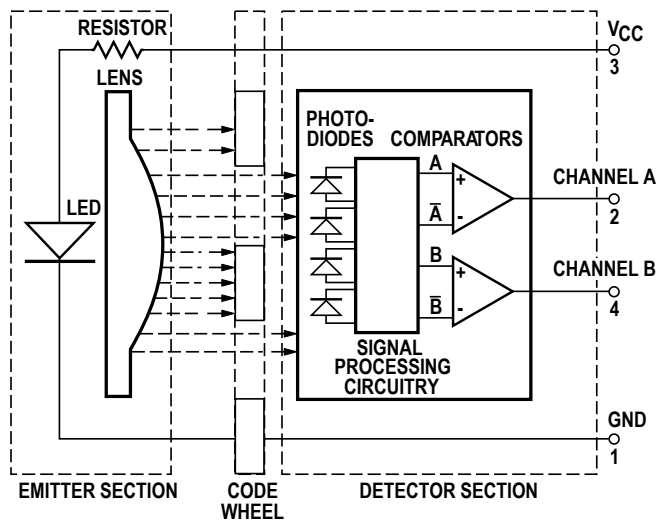 RESISTOR
VCC
3
LENS
PHOTO-
DIODES
COMPARATORS
A
+
CHANNEL A
2
LED
A̅
-
B
+
CHANNEL B
4
B̅
-
SIGNAL
PROCESSING
CIRCUITRY
GND
1
EMITTER SECTION
CODE
WHEEL
DETECTOR SECTION